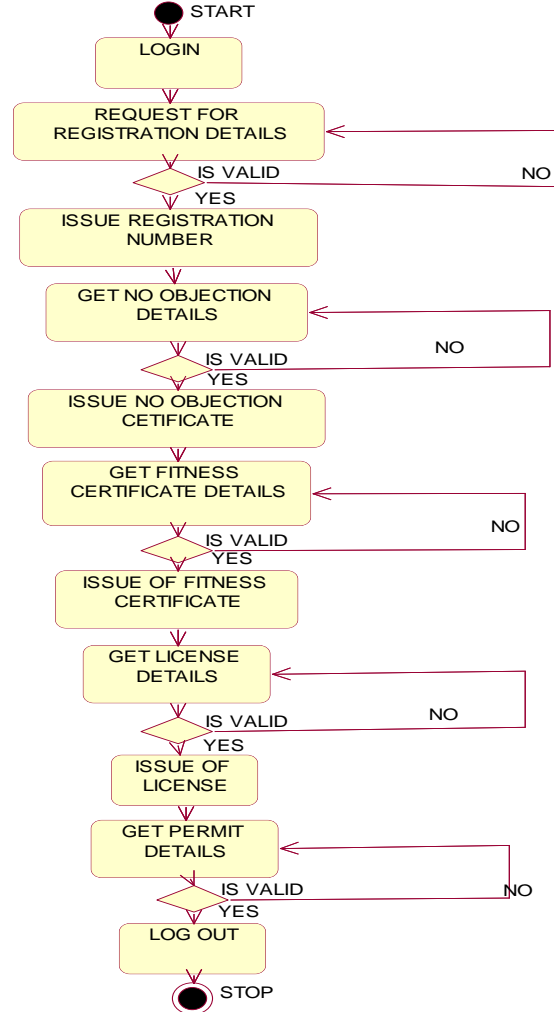 START
LOGIN
REQUEST FOR
REGISTRATION DETAILS
IS VALID
NO
YES
ISSUE REGISTRATION
NUMBER
GET NO OBJECTION
DETAILS
NO
IS VALID
YES
ISSUE NO OBJECTION
CETIFICATE
GET FITNESS
CERTIFICATE DETAILS
NO
IS VALID
YES
ISSUE OF FITNESS
CERTIFICATE
GET LICENSE
DETAILS
NO
IS VALID
YES
ISSUE OF
LICENSE
GET PERMIT
DETAILS
IS VALID
NO
YES
LOG OUT
STOP